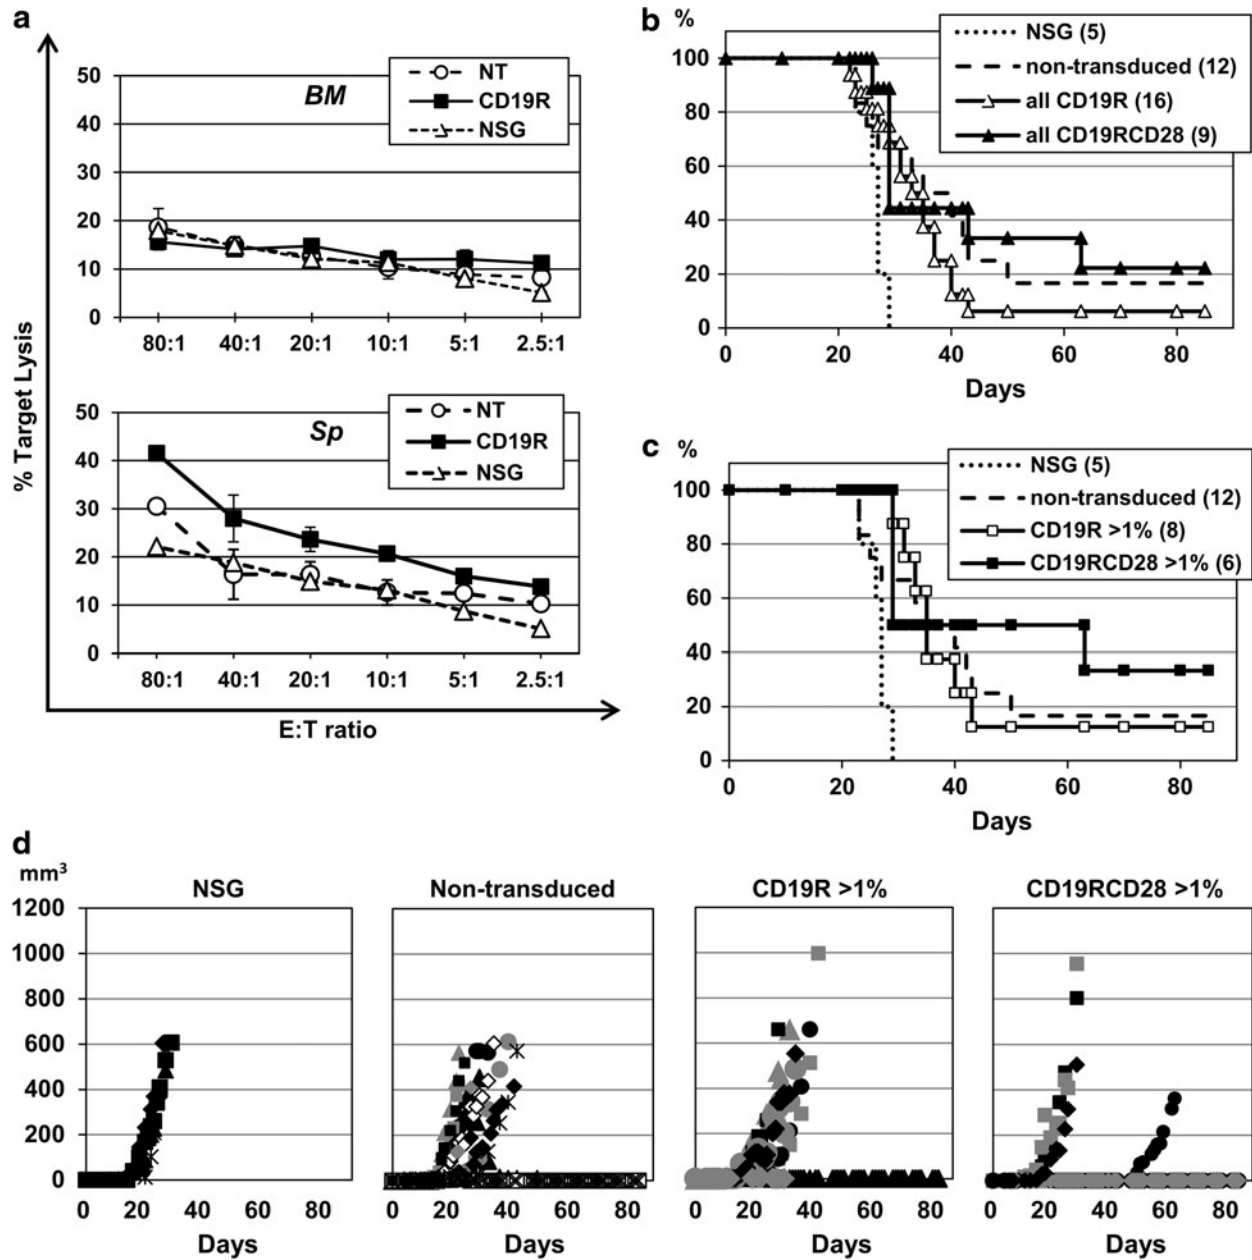 a
% Target Lysis
BM
NT
CD19R
NSG
50
40
30
20
10
0
80:1 40:1 20:1 10:1 5:1 2.5:1
Sp
NT
CD19R
NSG
50
40
30
20
10
0
80:1 40:1 20:1 10:1 5:1 2.5:1
E:T ratio
b
%
NSG (5)
non-transduced (12)
all CD19R (16)
all CD19RCD28 (9)
100
80
60
40
20
0
0 20 40 60 80
Days
c
%
NSG (5)
non-transduced (12)
CD19R >1% (8)
CD19RCD28 >1% (6)
100
80
60
40
20
0
0 20 40 60 80
Days
d
mm³
NSG
Non-transduced
CD19R >1%
CD19RCD28 >1%
1200
1000
800
600
400
200
0
0 20 40 60 80
0 20 40 60 80
0 20 40 60 80
0 20 40 60 80
Days
Days
Days
Days